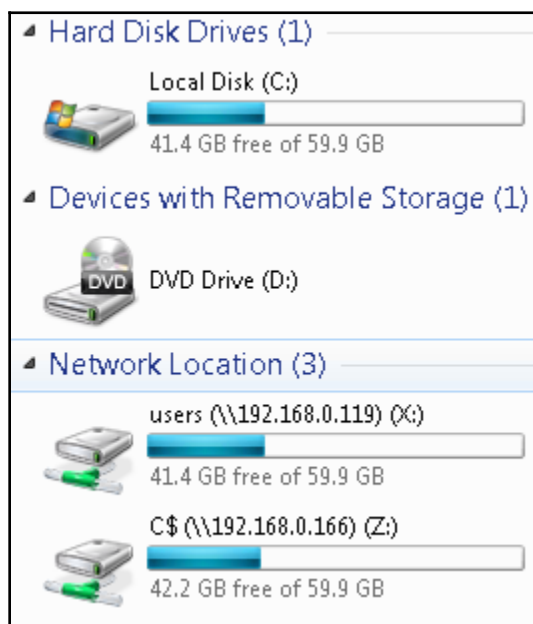 Hard Disk Drives (1)
Local Disk (C:)
41.4 GB free of 59.9 GB
Devices with Removable Storage (1)
DVD
DVD Drive (D:)
Network Location (3)
users (\\192.168.0.119) (X:)
41.4 GB free of 59.9 GB
C$ (\\192.168.0.166) (Z:)
42.2 GB free of 59.9 GB